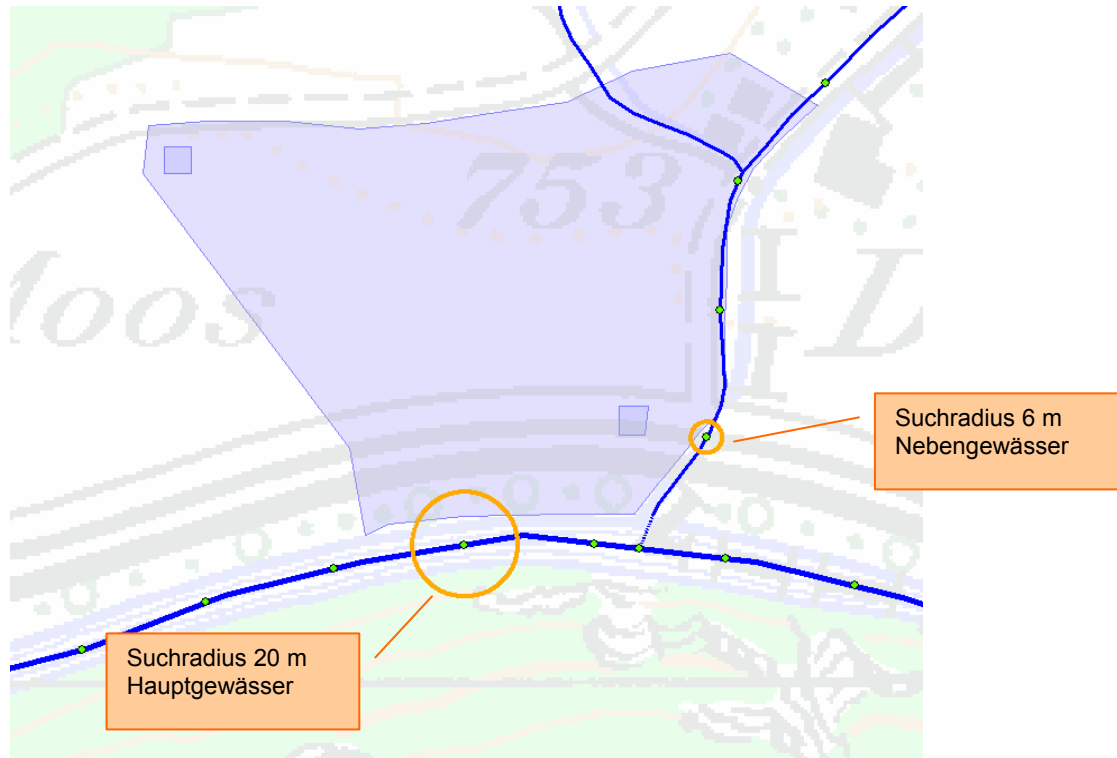 753
Moos
L
Suchradius 6 m
Nebengewässer
Suchradius 20 m
Hauptgewässer